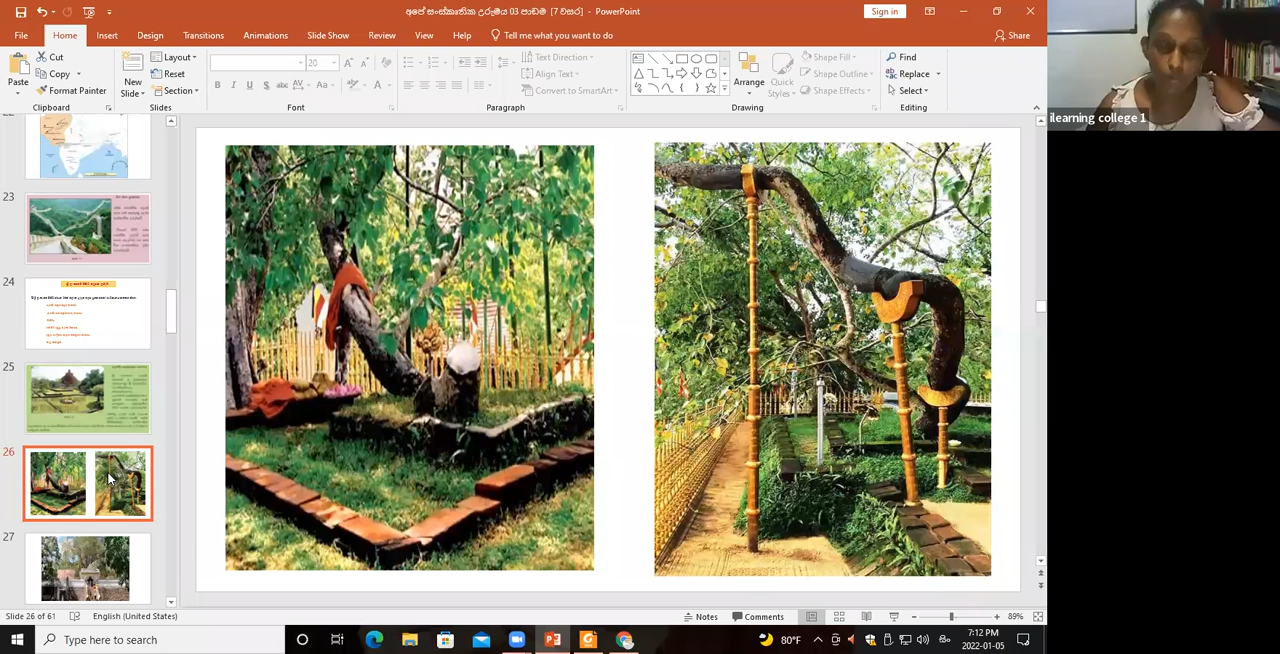 අපේ සංස්කෘතික උරුමය 03 පාඩම [7 වසර] - PowerPoint
Sign in
File Home Insert Design Transitions Animations Slide Show Review View Help Tell me what you want to do
Share
Paste
Cut
Copy
Format Painter
Clipboard
New Slide
Layout
Reset
Section
Slides
20
B I U S abc AV Aa A
Font
Text Direction
Align Text
Convert to SmartArt
Paragraph
Arrange
Quick Styles
Shape Fill
Shape Outline
Shape Effects
Drawing
Find
Replace
Select
Editing
ilearning college 1
23
24
25
26
27
Slide 26 of 61
English (United States)
Notes
Comments
89%
Type here to search
80°F
7:12 PM
2022-01-05